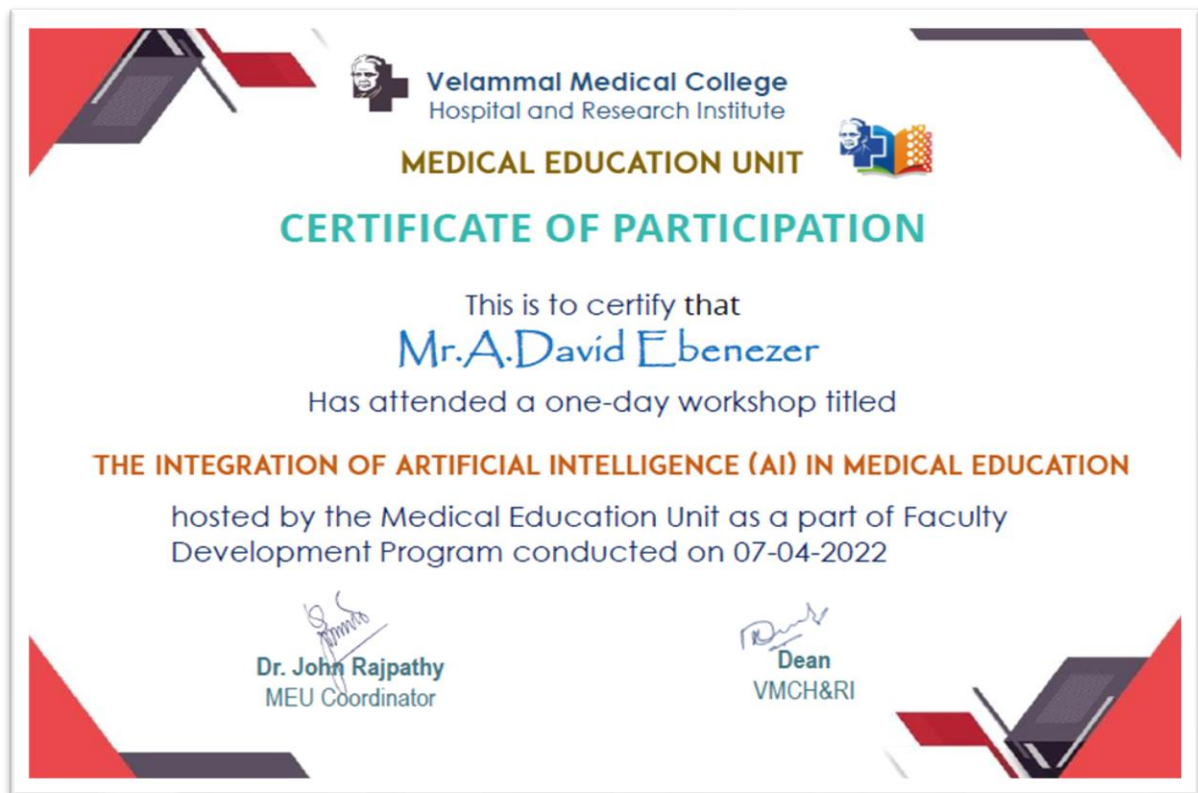 Velammal Medical College
Hospital and Research Institute
MEDICAL EDUCATION UNIT
CERTIFICATE OF PARTICIPATION
This is to certify that
Mr.A.David Ebenezer
Has attended a one-day workshop titled
THE INTEGRATION OF ARTIFICIAL INTELLIGENCE (AI) IN MEDICAL EDUCATION
hosted by the Medical Education Unit as a part of Faculty
Development Program conducted on 07-04-2022
Dr. John Rajpathy
MEU Coordinator
Dean
VMCH&RI